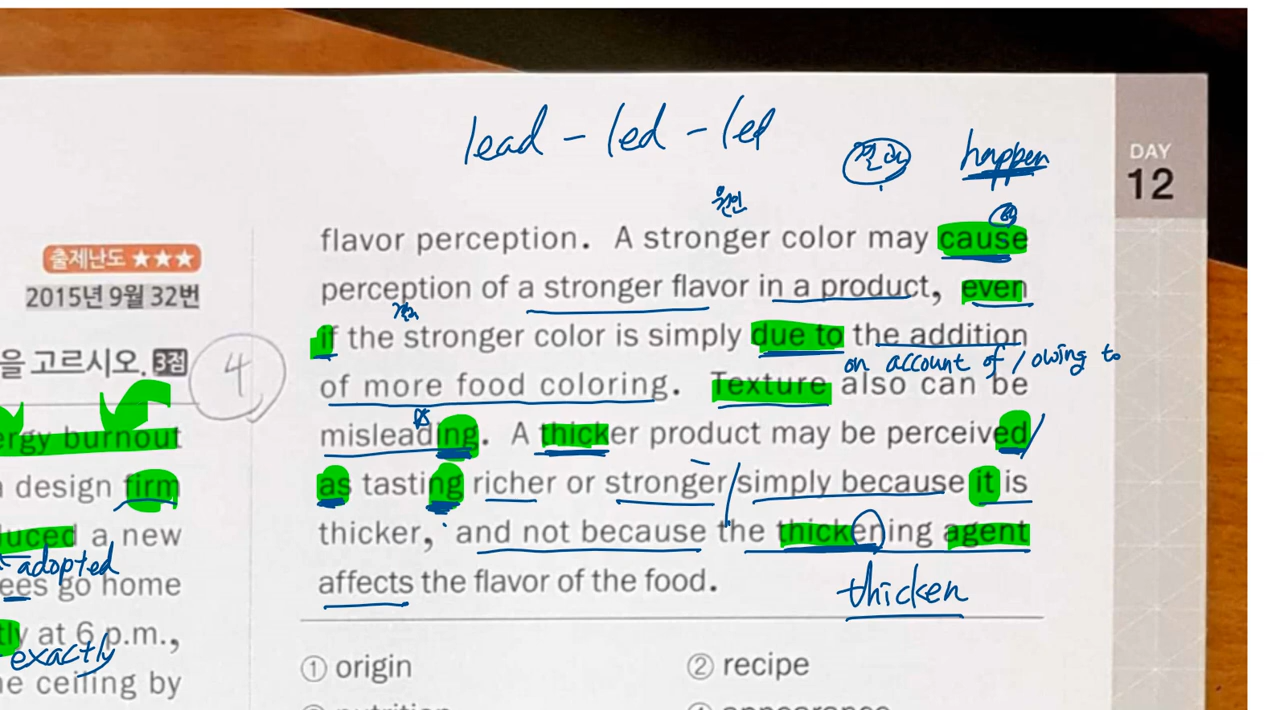 lead - led - led
happen
DAY
12
원인
flavor perception. A stronger color may cause
출제난도 ★★★
perception of a stronger flavor in a product, even
2015년 9월 32번
if the stronger color is simply due to the addition
on account of / owing to
을 고르시오. 3점
4
of more food coloring. Texture also can be
ergy burnout
misleading. A thicker product may be perceived
design firm
as tasting richer or stronger simply because it is
duced a new
thicker, and not because the thickening agent
adopted
ees go home
affects the flavor of the food.
thicken
tly at 6 p.m.,
exactly
he ceiling by
① origin
② recipe